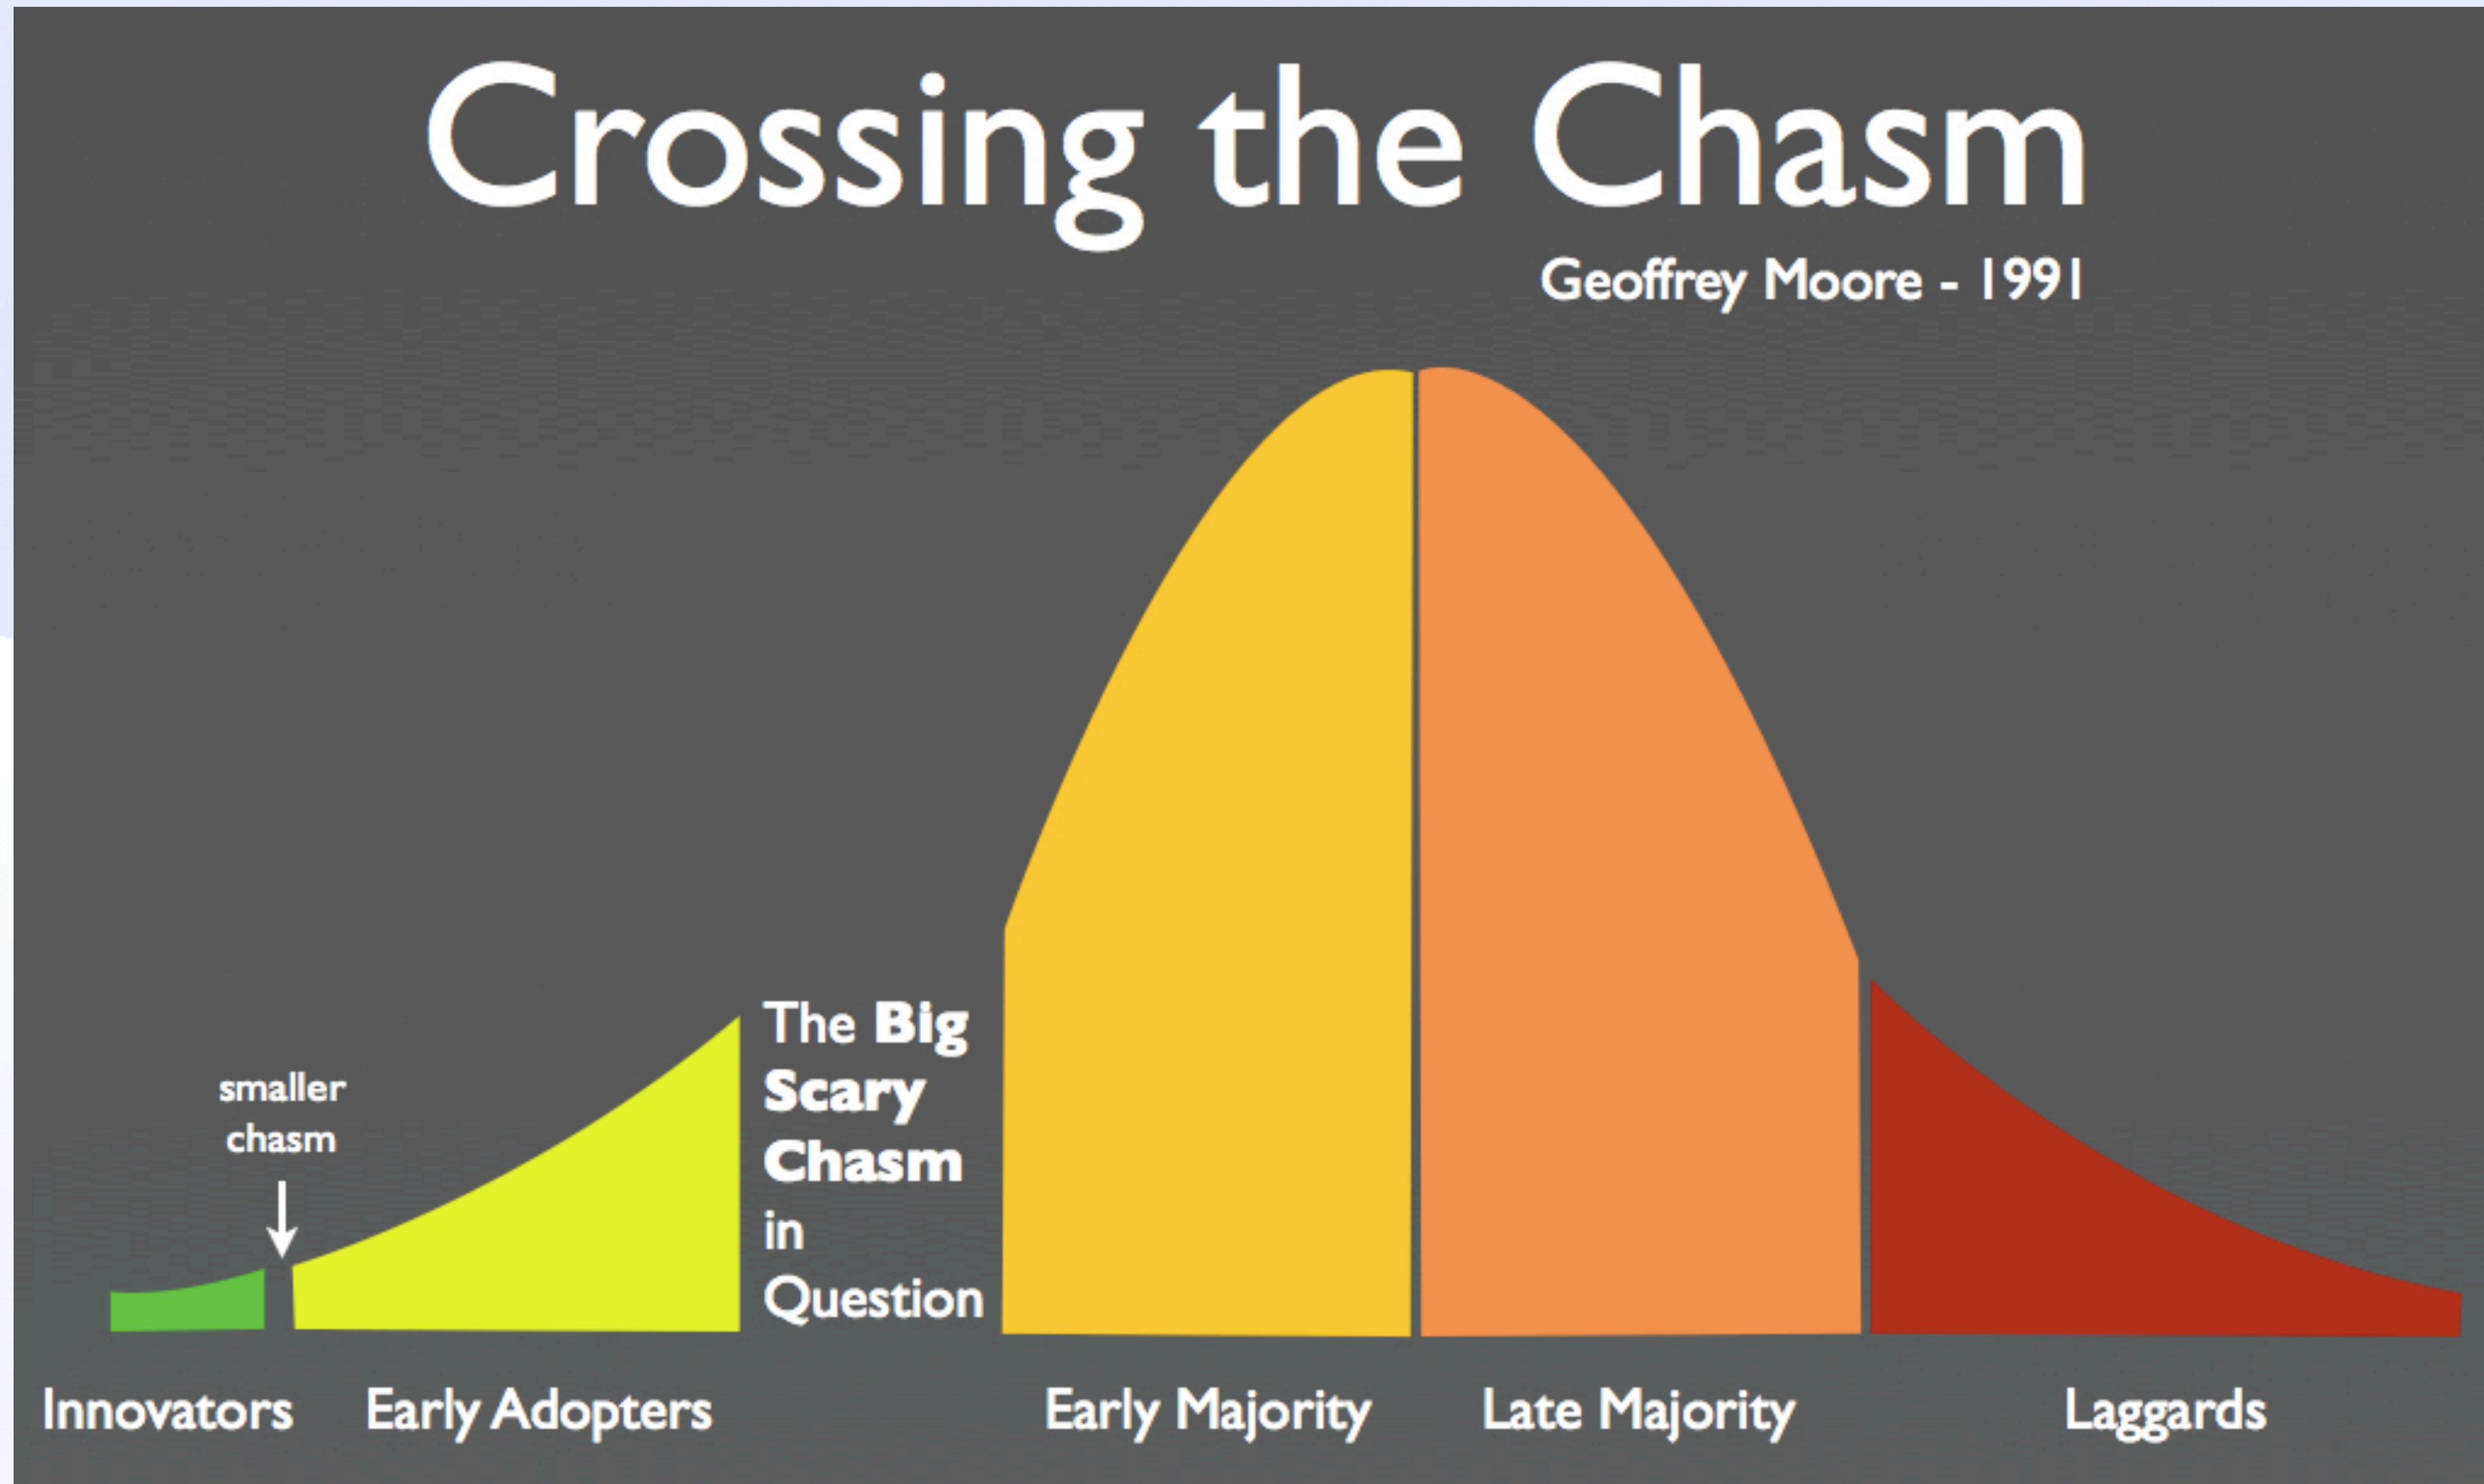 Crossing the Chasm
Geoffrey Moore - 1991
The Big
Scary
Chasm
in
Question
smaller
chasm
Innovators
Early Adopters
Early Majority
Late Majority
Laggards